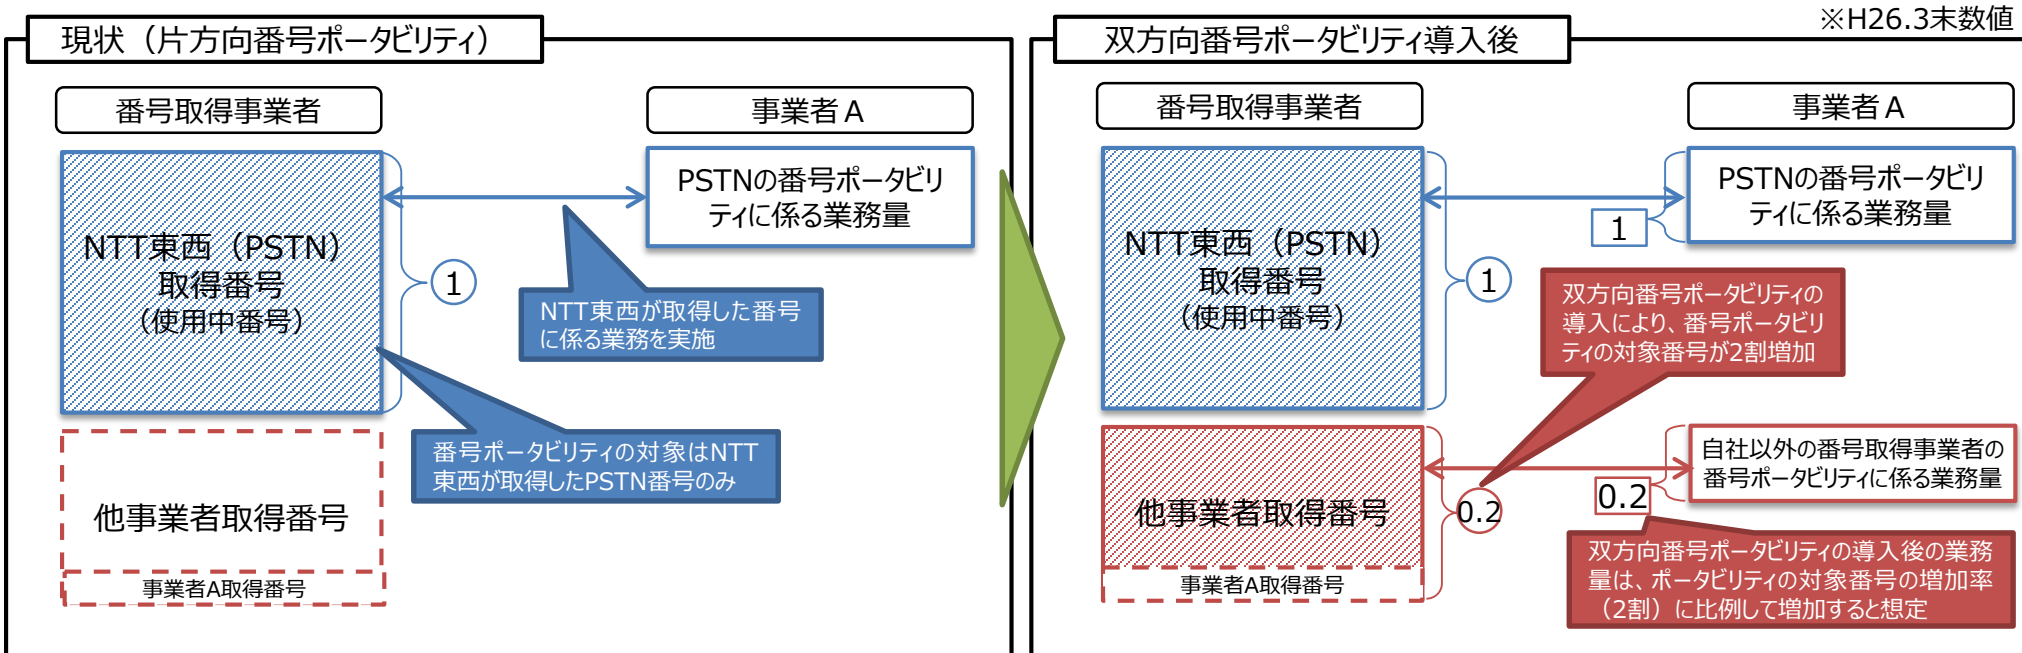 ※H26.3末数値
現状（片方向番号ポータビリティ）
番号取得事業者
事業者A
NTT東西（PSTN）
取得番号
（使用中番号）
1
PSTNの番号ポータビリ
ティに係る業務量
NTT東西が取得した番号
に係る業務を実施
番号ポータビリティの対象はNTT
東西が取得したPSTN番号のみ
他事業者取得番号
事業者A取得番号
双方向番号ポータビリティ導入後
番号取得事業者
事業者A
NTT東西（PSTN）
取得番号
（使用中番号）
1
1
PSTNの番号ポータビリ
ティに係る業務量
双方向番号ポータビリティの
導入により、番号ポータビリ
ティの対象番号が2割増加
他事業者取得番号
事業者A取得番号
0.2
0.2
自社以外の番号取得事業者の
番号ポータビリティに係る業務量
双方向番号ポータビリティの導入後の業務
量は、ポータビリティの対象番号の増加率
（2割）に比例して増加すると想定